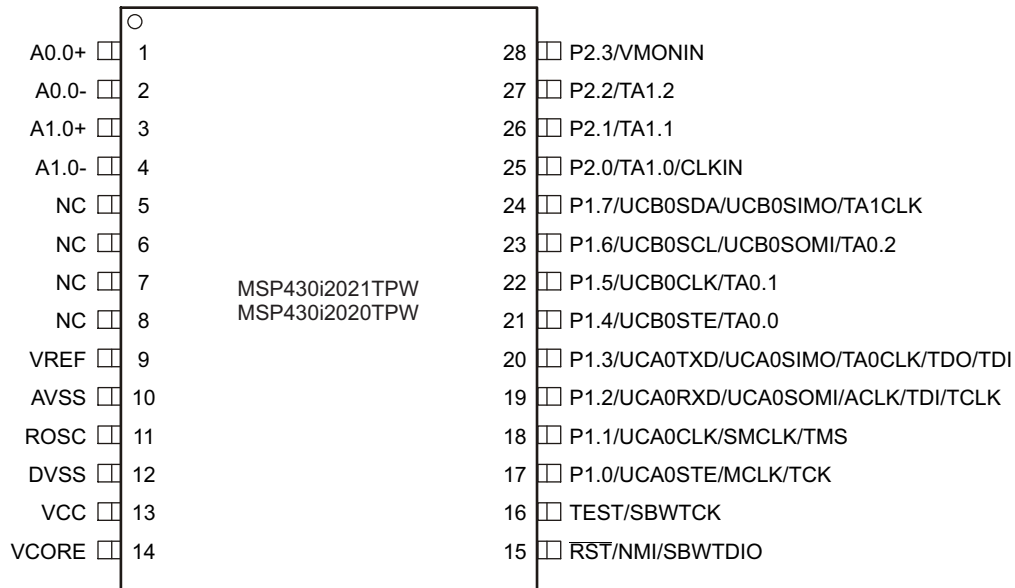 A0.0+ 1 28 P2.3/VMONIN
A0.0- 2 27 P2.2/TA1.2
A1.0+ 3 26 P2.1/TA1.1
A1.0- 4 25 P2.0/TA1.0/CLKIN
NC 5 24 P1.7/UCB0SDA/UCB0SIMO/TA1CLK
NC 6 23 P1.6/UCB0SCL/UCB0SOMI/TA0.2
NC 7 22 P1.5/UCB0CLK/TA0.1
MSP430i2021TPW
MSP430i2020TPW
NC 8 21 P1.4/UCB0STE/TA0.0
VREF 9 20 P1.3/UCA0TXD/UCA0SIMO/TA0CLK/TDO/TDI
AVSS 10 19 P1.2/UCA0RXD/UCA0SOMI/ACLK/TDI/TCLK
ROSC 11 18 P1.1/UCA0CLK/SMCLK/TMS
DVSS 12 17 P1.0/UCA0STE/MCLK/TCK
VCC 13 16 TEST/SBWTCK
VCORE 14 15 RST/NMI/SBWTDIO